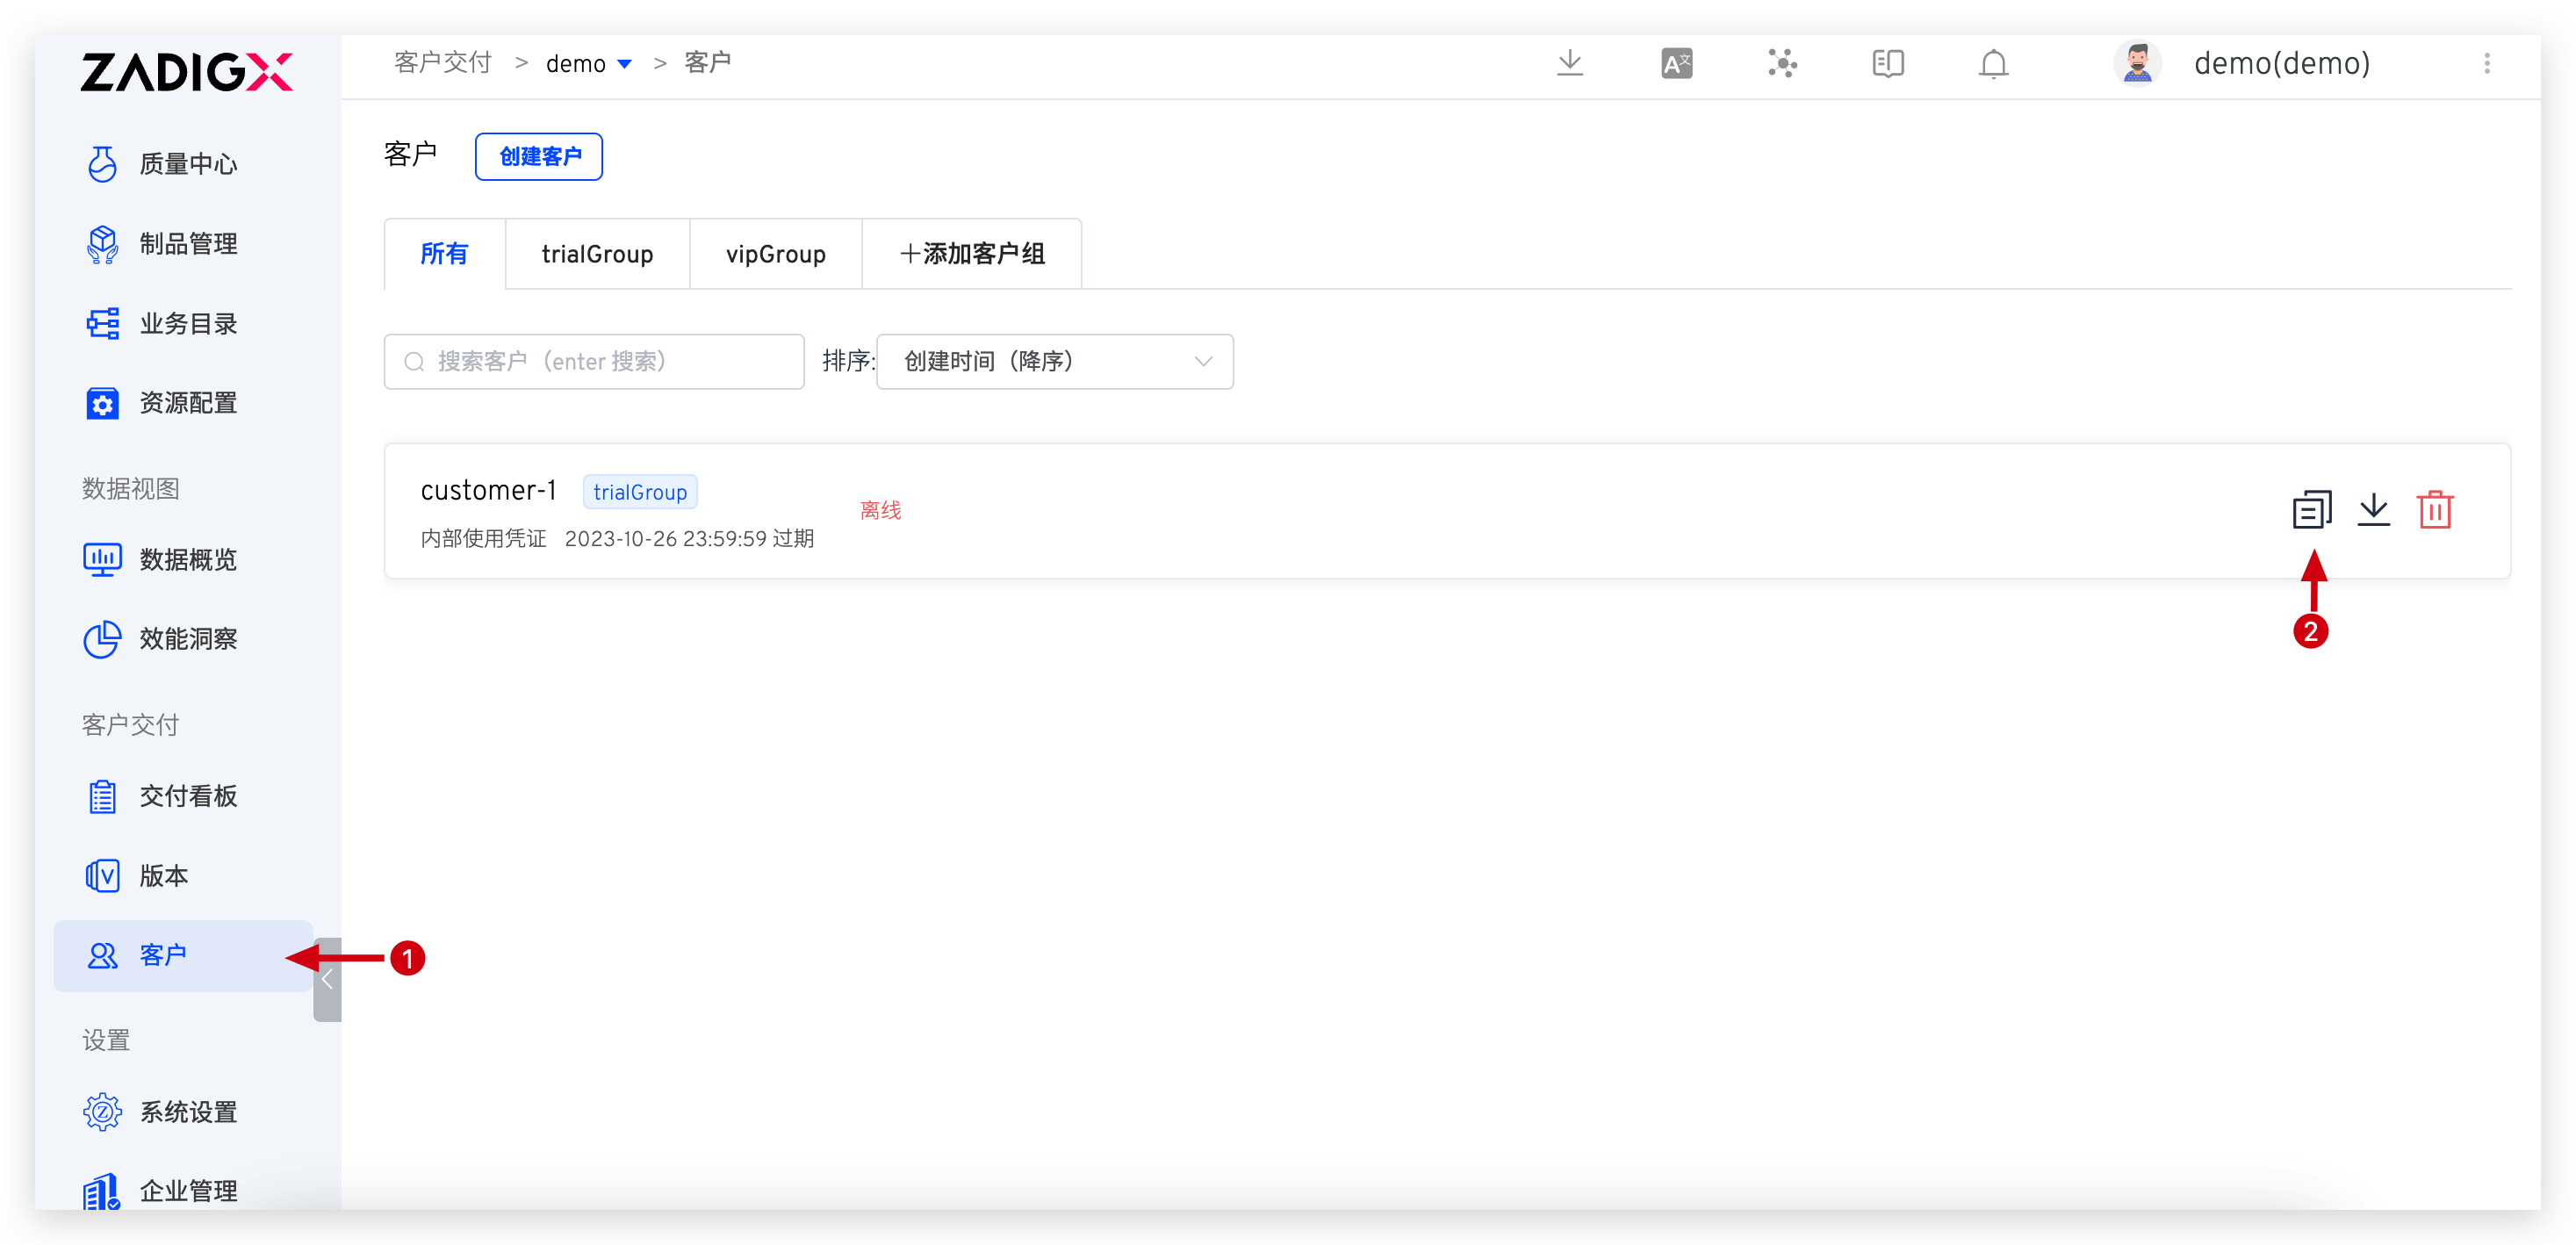 ZADIGX
质量中心
制品管理
业务目录
资源配置
数据视图
数据概览
效能洞察
客户交付
交付看板
版本
客户
设置
系统设置
企业管理
客户交付 > demo > 客户
A文
demo(demo)
客户
创建客户
所有
trialGroup
vipGroup
+添加客户组
搜索客户（enter 搜索）
排序:
创建时间（降序）
customer-1
trialGroup
内部使用凭证 2023-10-26 23:59:59 过期
离线
2
1